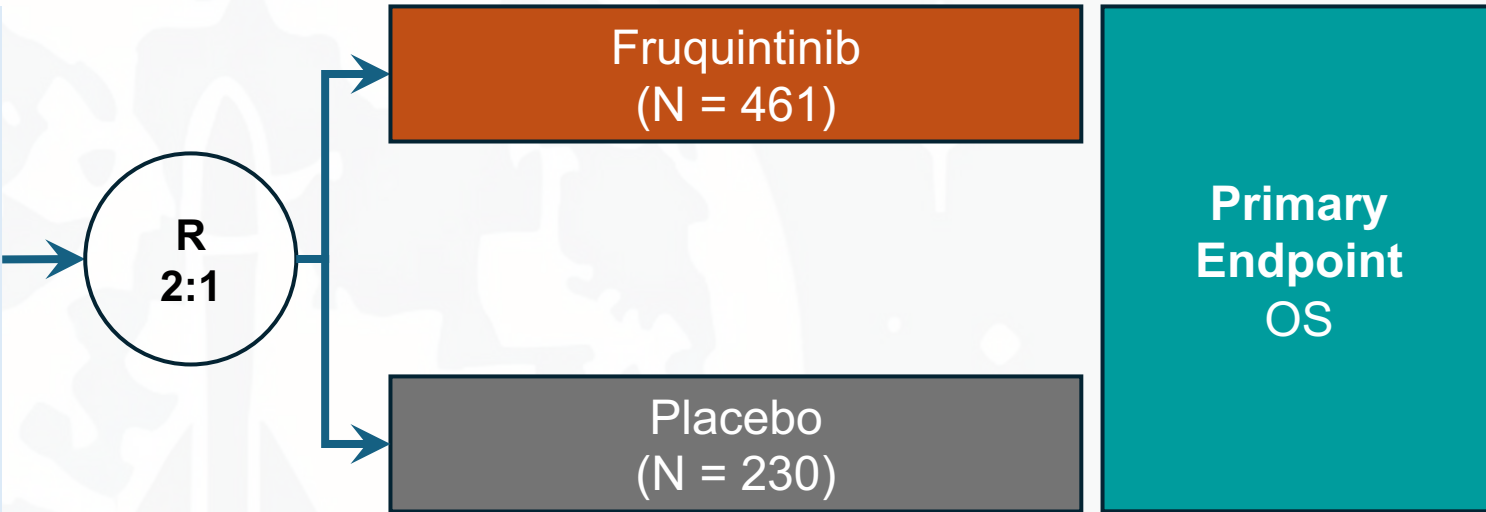 R
2:1
Fruquintinib
(N = 461)
Placebo
(N = 230)
Primary
Endpoint
OS